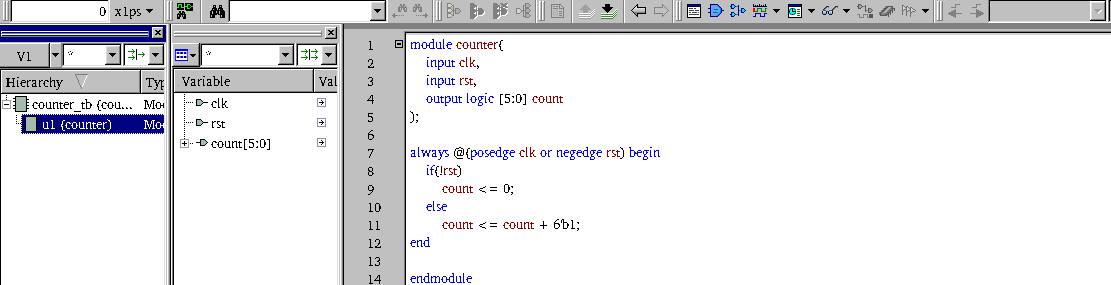 0 x1ps
V1 * *
Hierarchy Typ Variable Val
counter_tb (cou... Mod
u1 (counter) Mod
clk
rst
count[5:0]
1 module counter(
2 input clk,
3 input rst,
4 output logic [5:0] count
5 );
6
7 always @(posedge clk or negedge rst) begin
8 if(!rst)
9 count <= 0;
10 else
11 count <= count + 6'b1;
12 end
13
14 endmodule